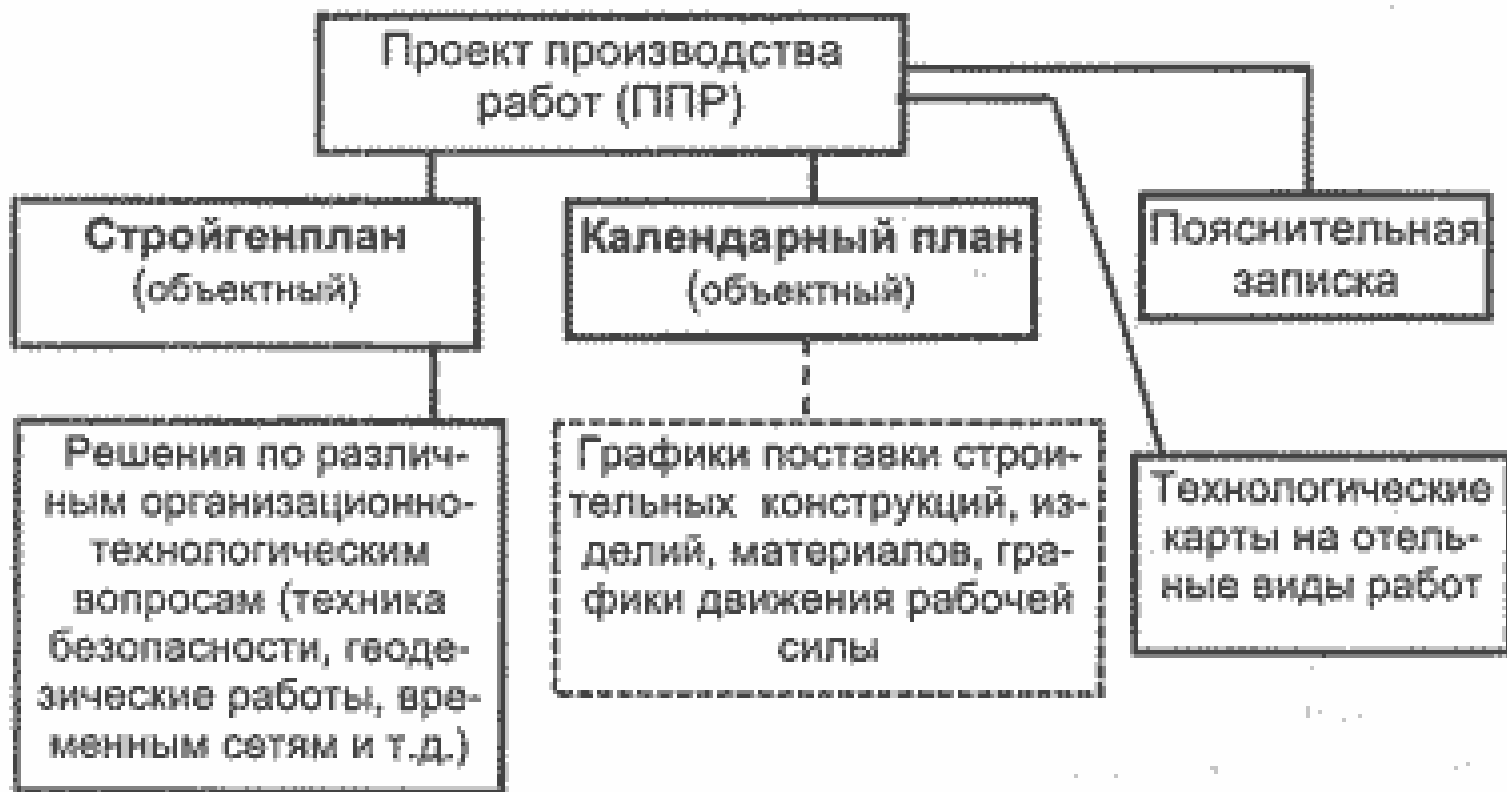 Проект производства
работ (ППР)
Стройгенплан
(объектный)
Календарный план
(объектный)
Пояснительная
записка
Решения по различ-
ным организационно-
технологическим
вопросам (техника
безопасности, геоде-
зические работы, вре-
менным сетям и т.д.)
Графики поставки строи-
тельных конструкций, из-
делий, материалов, гра-
фики движения рабочей
силы
Технологические
карты на отель-
ные виды работ